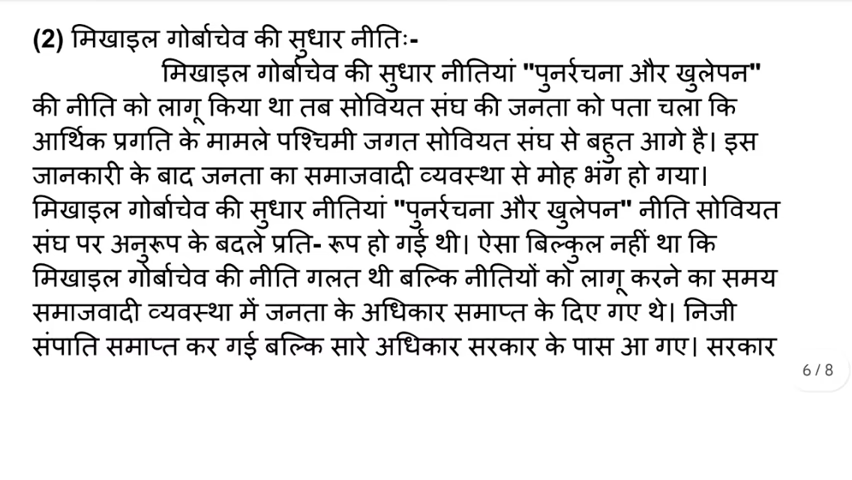 (2) मिखाइल गोर्बाचेव की सुधार नीतिः-
मिखाइल गोर्बाचेव की सुधार नीतियां "पुनर्रचना और खुलेपन"
की नीति को लागू किया था तब सोवियत संघ की जनता को पता चला कि
आर्थिक प्रगति के मामले पश्चिमी जगत सोवियत संघ से बहुत आगे है। इस
जानकारी के बाद जनता का समाजवादी व्यवस्था से मोह भंग हो गया।
मिखाइल गोर्बाचेव की सुधार नीतियां "पुनर्रचना और खुलेपन" नीति सोवियत
संघ पर अनुरूप के बदले प्रति- रूप हो गई थी। ऐसा बिल्कुल नहीं था कि
मिखाइल गोर्बाचेव की नीति गलत थी बल्कि नीतियों को लागू करने का समय
समाजवादी व्यवस्था में जनता के अधिकार समाप्त के दिए गए थे। निजी
संपाति समाप्त कर गई बल्कि सारे अधिकार सरकार के पास आ गए। सरकार
6 / 8